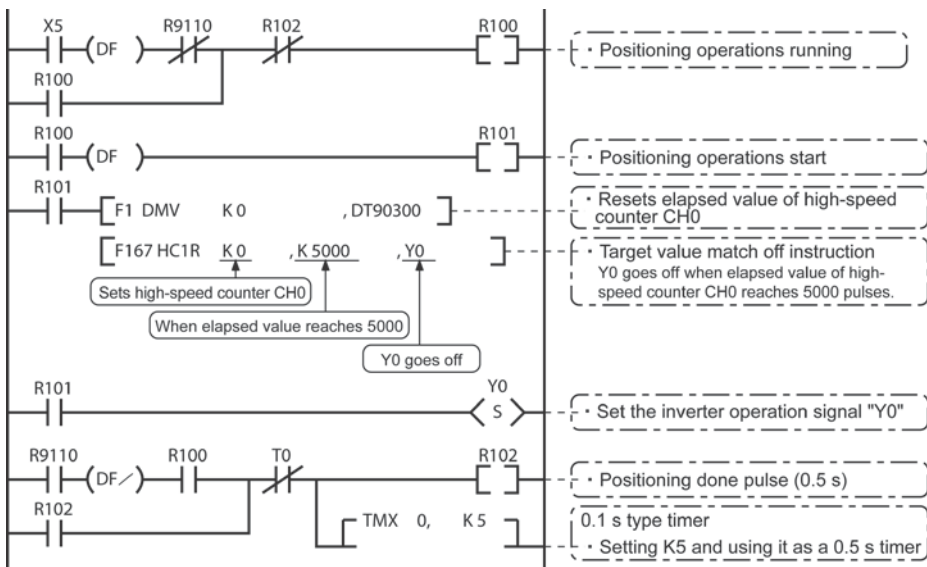 X5 R9110 R102 R100
(DF ) · Positioning operations running
R100
R100 R101
(DF ) · Positioning operations start
R101
F1 DMV K 0 , DT90300 · Resets elapsed value of high-speed
counter CH0
F167 HC1R K 0 , K 5000 , Y0 · Target value match off instruction
Y0 goes off when elapsed value of high-
speed counter CH0 reaches 5000 pulses.
Sets high-speed counter CH0
When elapsed value reaches 5000
Y0 goes off
R101 Y0
S · Set the inverter operation signal "Y0"
R9110 R100 T0 R102
(DF/ ) · Positioning done pulse (0.5 s)
R102
TMX 0, K 5 0.1 s type timer
· Setting K5 and using it as a 0.5 s timer